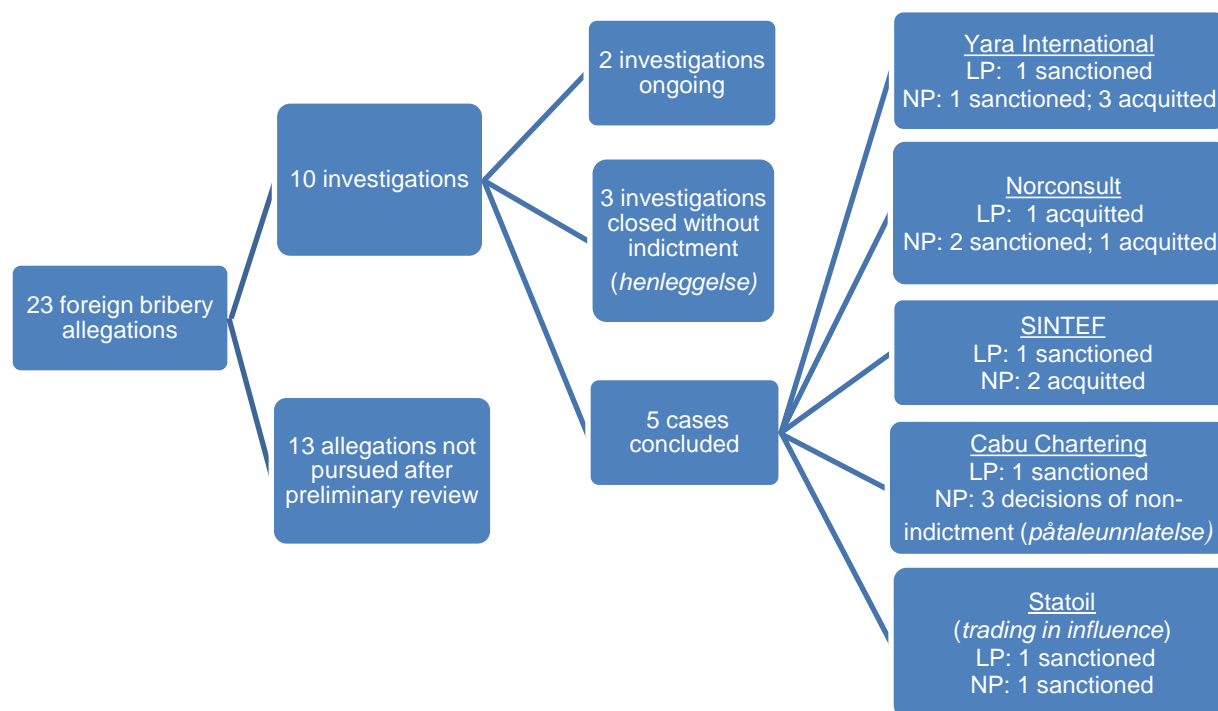 23 foreign bribery
allegations
10 investigations
13 allegations not
pursued after
preliminary review
2 investigations
ongoing
3 investigations
closed without
indictment
(henleggelse)
5 cases
concluded
Yara International
LP: 1 sanctioned
NP: 1 sanctioned; 3 acquitted
Norconsult
LP: 1 acquitted
NP: 2 sanctioned; 1 acquitted
SINTEF
LP: 1 sanctioned
NP: 2 acquitted
Cabu Chartering
LP: 1 sanctioned
NP: 3 decisions of non-
indictment (påtaleunnlatelse)
Statoil
(trading in influence)
LP: 1 sanctioned
NP: 1 sanctioned